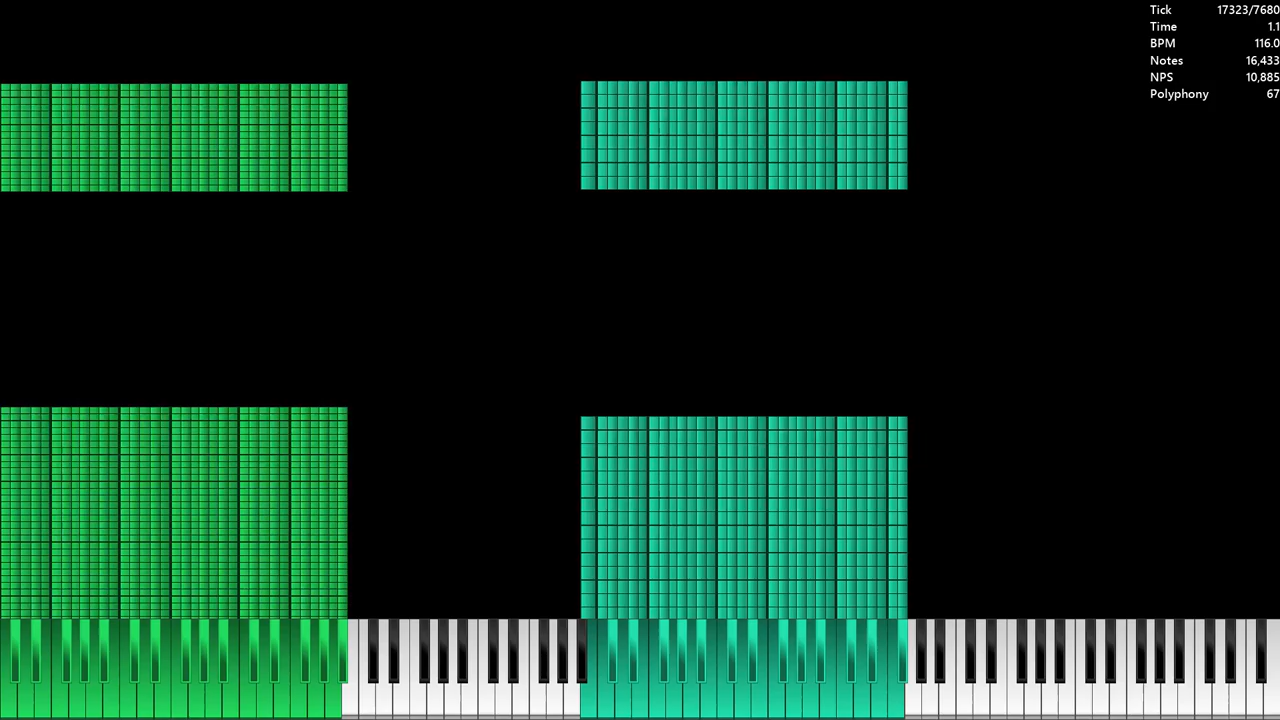 Tick 17323/7680
Time 1.1
BPM 116.0
Notes 16,433
NPS 10,885
Polyphony 67